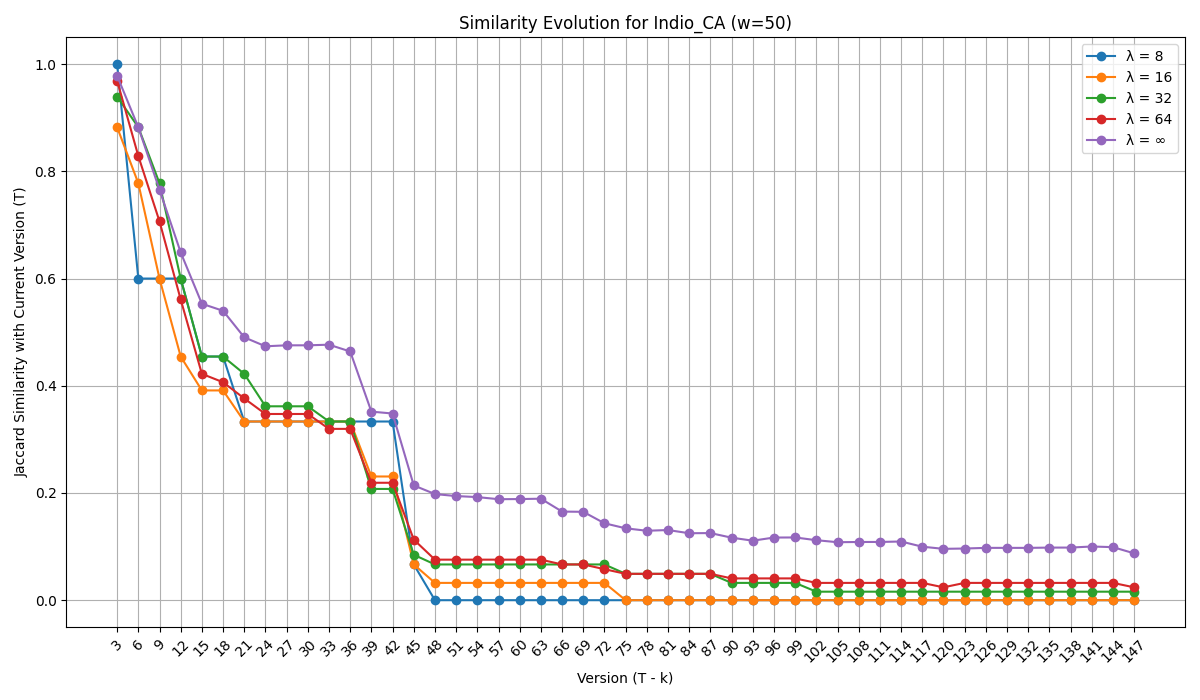 Similarity Evolution for Indio_CA (w=50)
λ = 8
λ = 16
λ = 32
λ = 64
λ = ∞
Jaccard Similarity with Current Version (T)
1.0
0.8
0.6
0.4
0.2
0.0
3 6 9 12 15 18 21 24 27 30 33 36 39 42 45 48 51 54 57 60 63 66 69 72 75 78 81 84 87 90 93 96 99 102 105 108 111 114 117 120 123 126 129 132 135 138 141 144 147
Version (T - k)